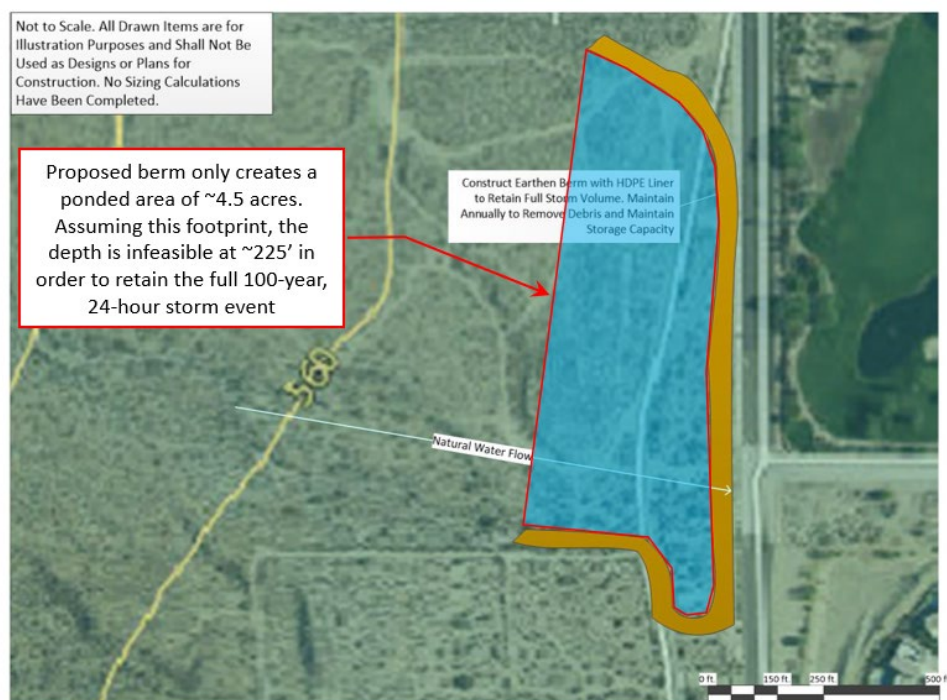 Not to Scale. All Drawn Items are for
Illustration Purposes and Shall Not Be
Used as Designs or Plans for
Construction. No Sizing Calculations
Have Been Completed.
Proposed berm only creates a
ponded area of ~4.5 acres.
Assuming this footprint, the
depth is infeasible at ~225' in
order to retain the full 100-year,
24-hour storm event
Construct Earthen Berm with HDPE Liner
to Retain Full Storm Volume. Maintain
Annually to Remove Debris and Maintain
Storage Capacity
560
Natural Water Flow
0 ft. 150 ft. 250 ft. 500 f